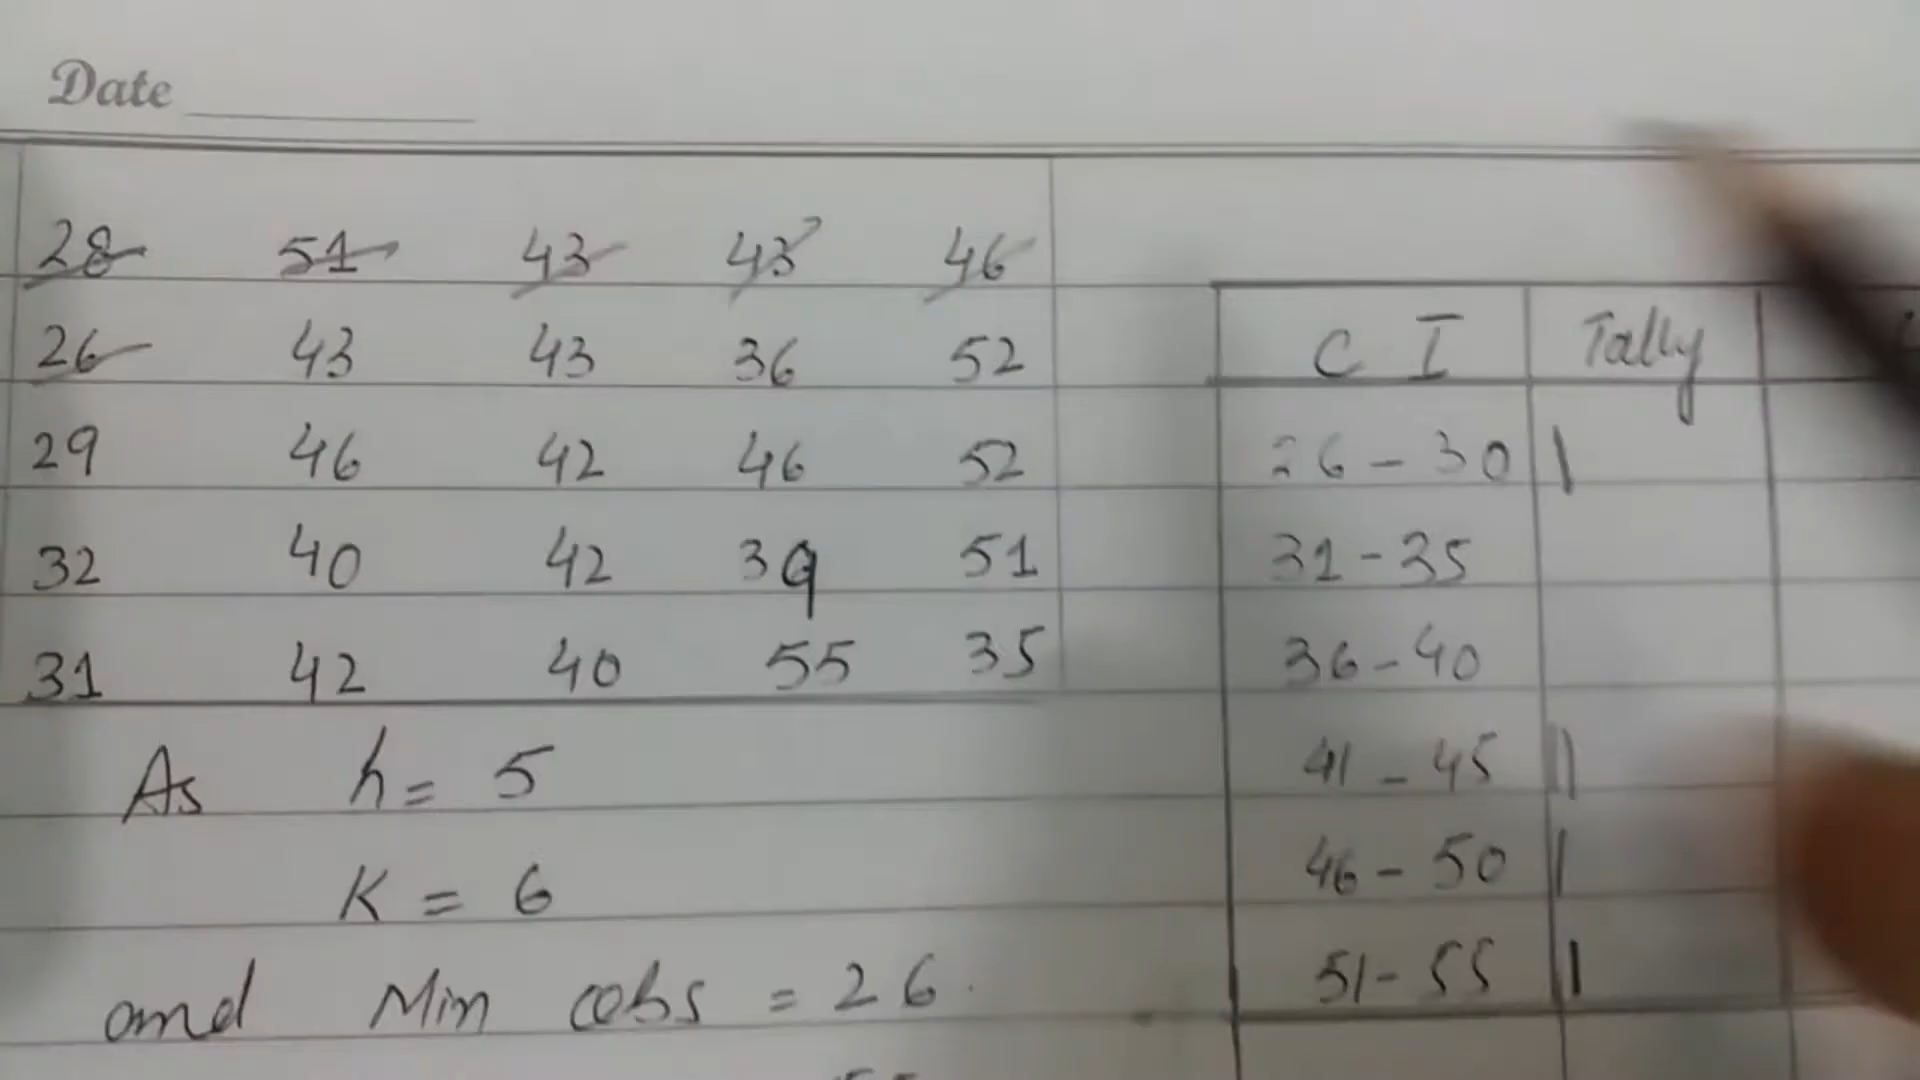 Date
28 51 43 43 46
26 43 43 36 52
29 46 42 46 52
32 40 42 39 51
31 42 40 55 35
As h = 5
K = 6
and Min cobs = 26.
C I Tally
26 - 30 |
31 - 35
36 - 40
41 - 45 ||
46 - 50 |
51 - 55 |